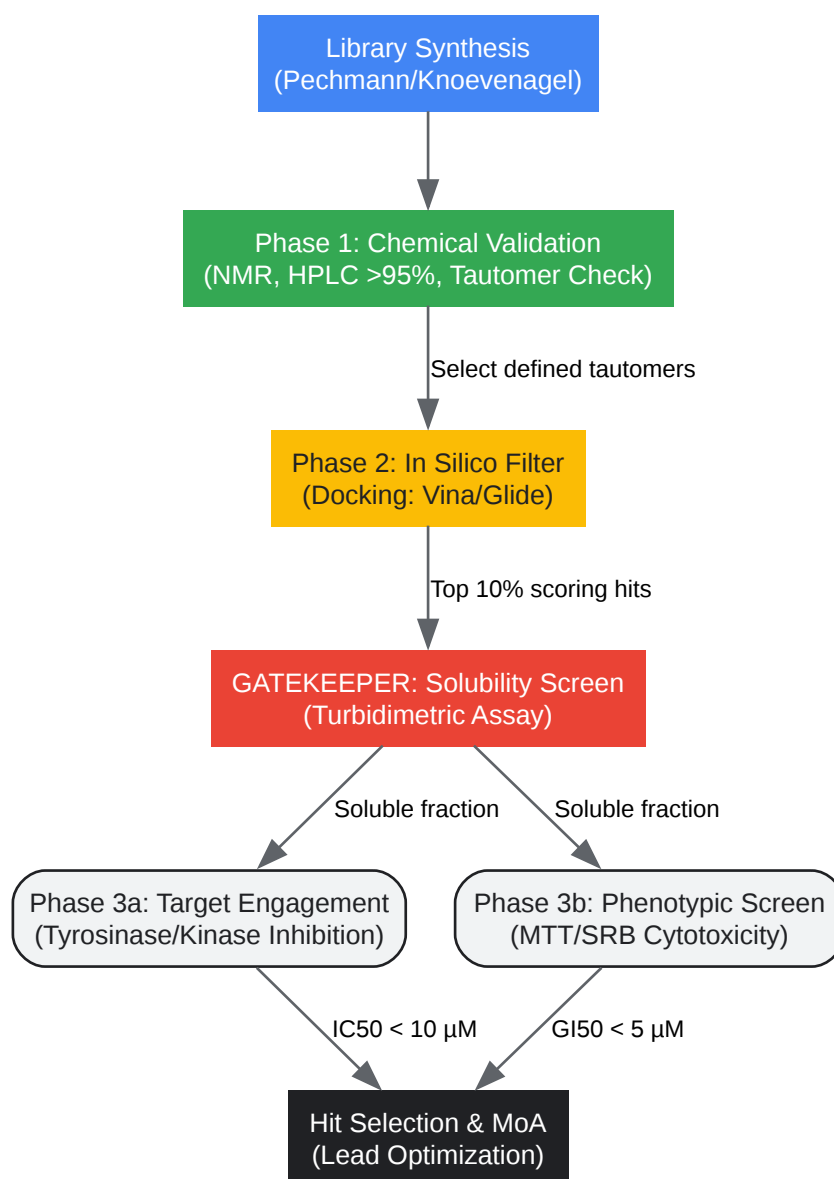 Library Synthesis
(Pechmann/Knoevenagel)
Phase 1: Chemical Validation
(NMR, HPLC >95%, Tautomer Check)
Select defined tautomers
Phase 2: In Silico Filter
(Docking: Vina/Glide)
Top 10% scoring hits
GATEKEEPER: Solubility Screen
(Turbidimetric Assay)
Soluble fraction
Soluble fraction
Phase 3a: Target Engagement
(Tyrosinase/Kinase Inhibition)
Phase 3b: Phenotypic Screen
(MTT/SRB Cytotoxicity)
IC50 < 10 µM
GI50 < 5 µM
Hit Selection & MoA
(Lead Optimization)